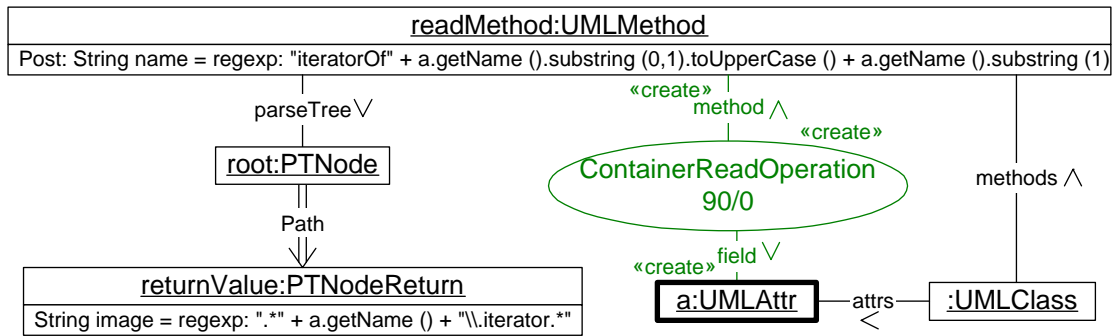 readMethod:UMLMethod
Post: String name = regexp: "iteratorOf" + a.getName ().substring (0,1).toUpperCase () + a.getName ().substring (1)
«create»
parseTree ∨
method ∧
«create»
root:PTNode
ContainerReadOperation
90/0
methods ∧
Path
field ∨
«create»
returnValue:PTNodeReturn
String image = regexp: ".*" + a.getName () + "\\.iterator.*"
a:UMLAttr
attrs
<
:UMLClass